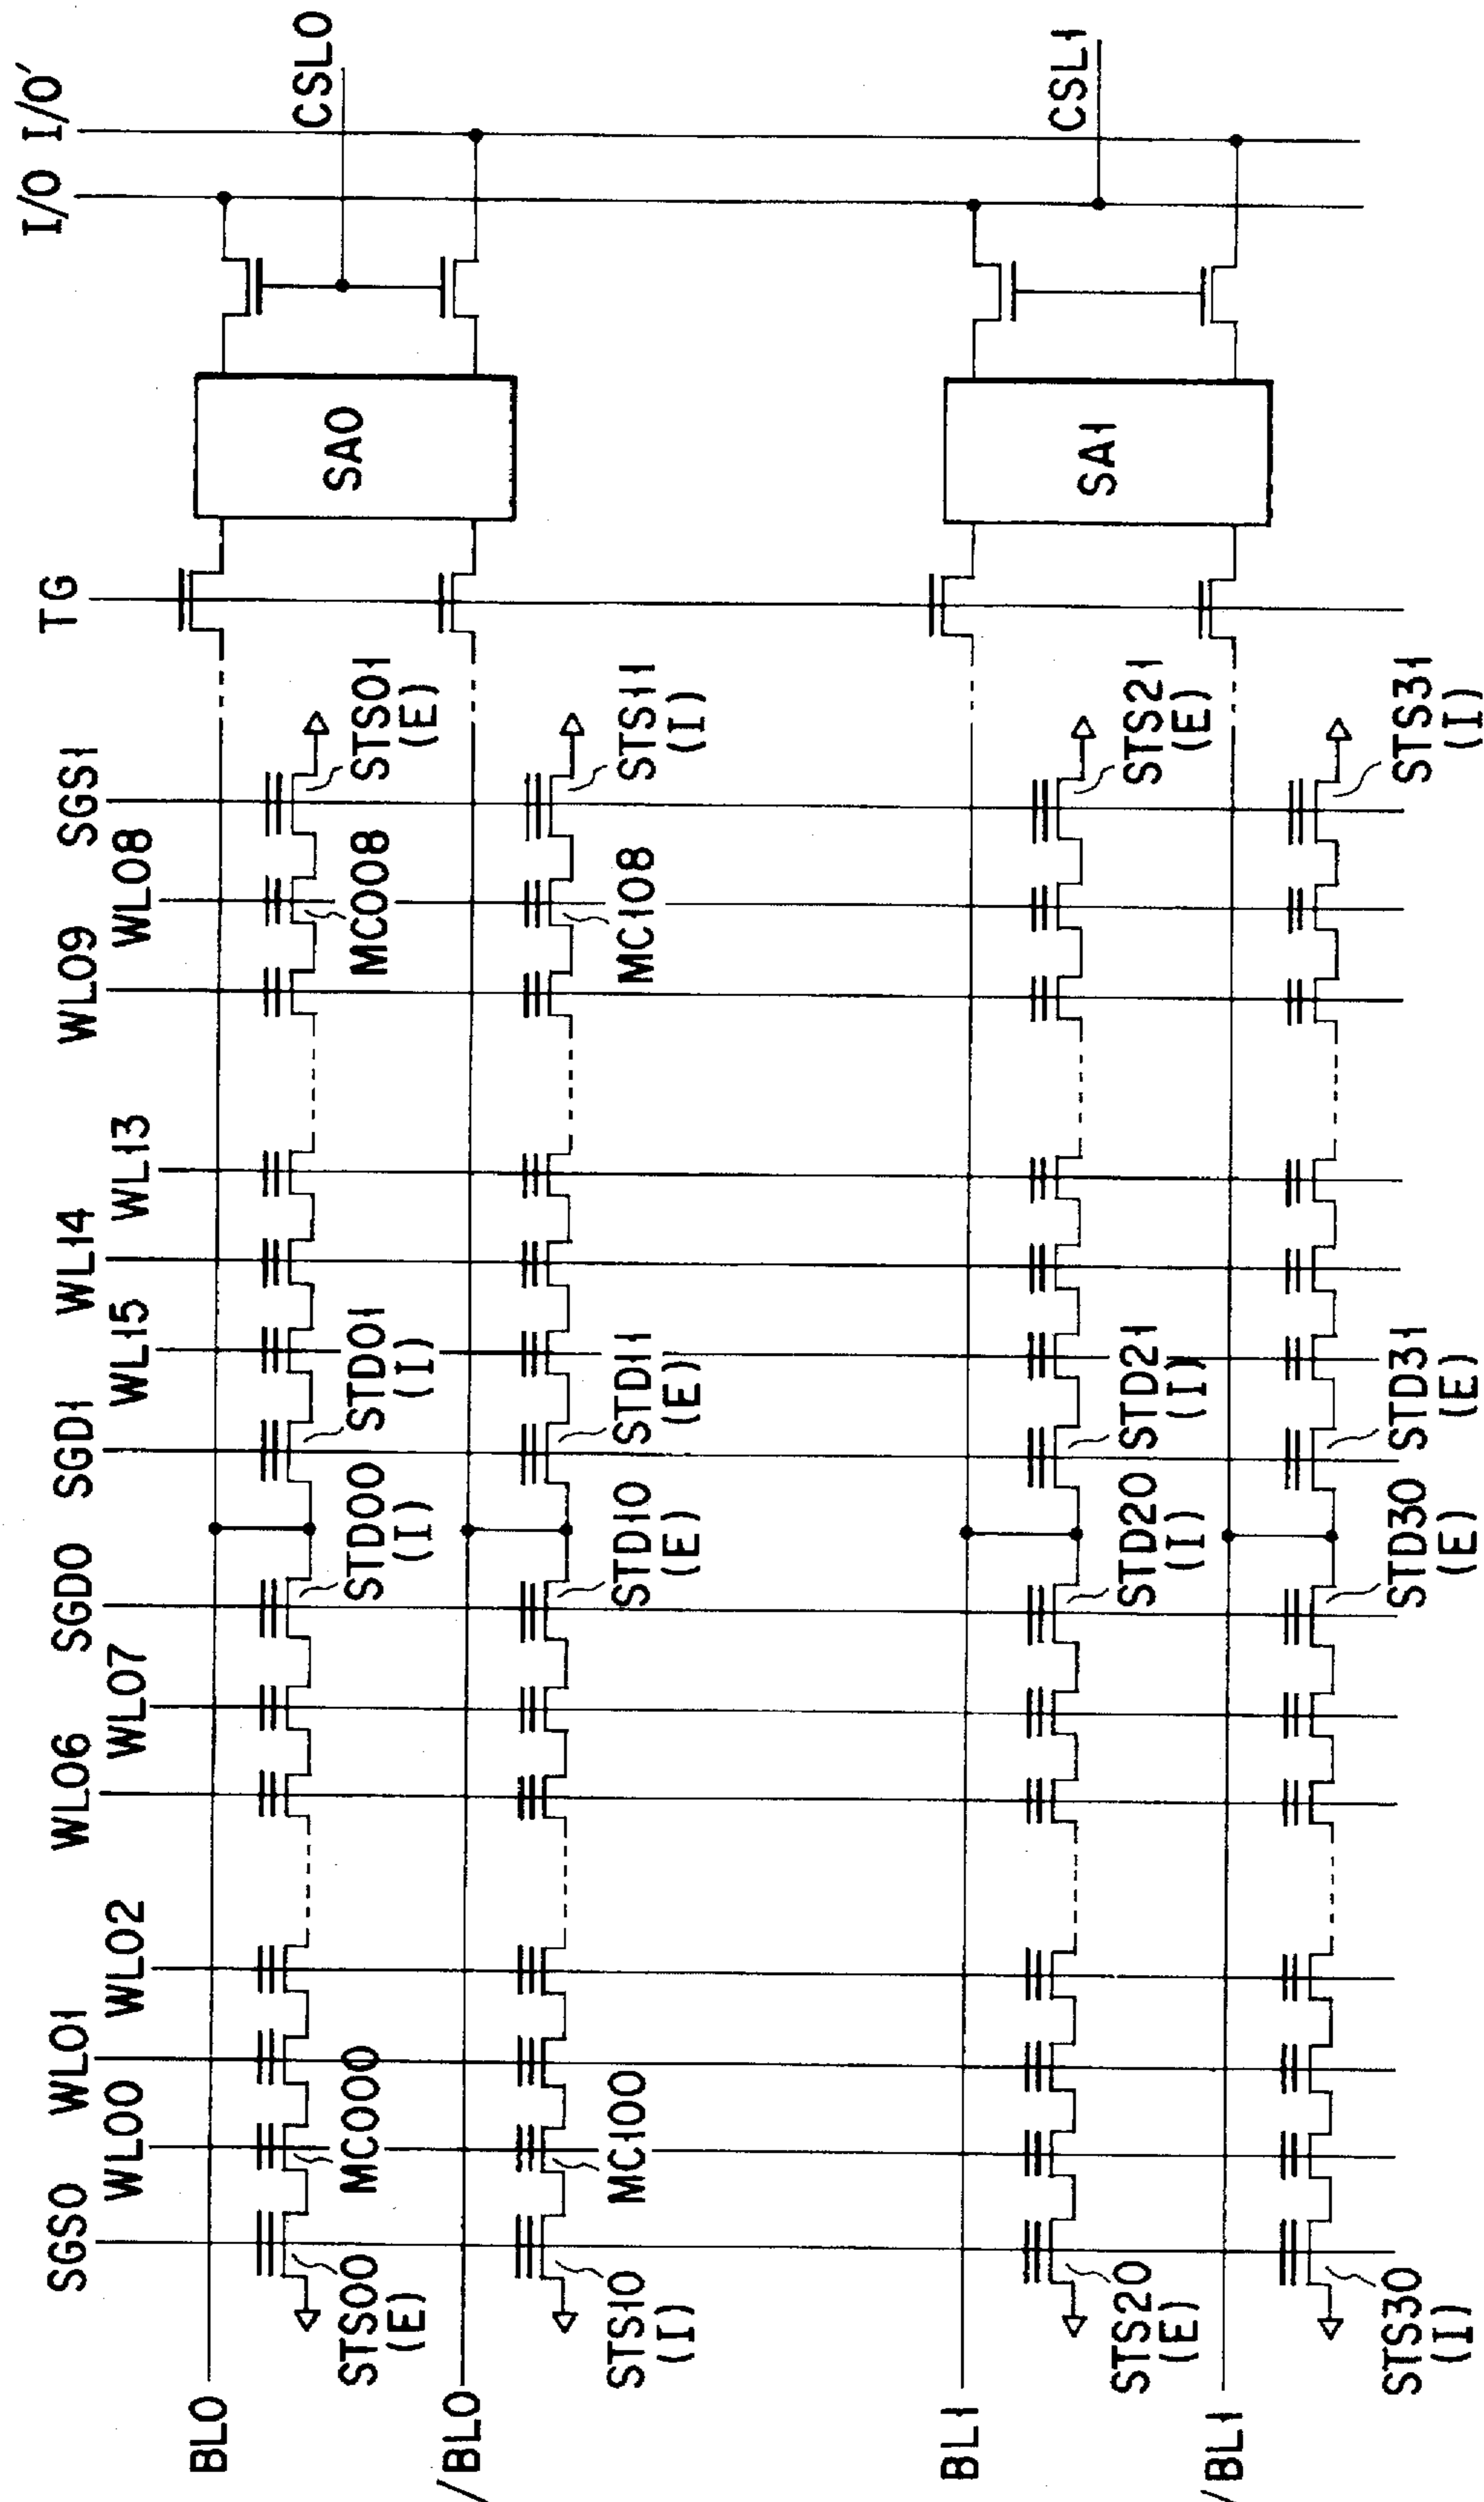 SGS0 WL01 WL06 SGD0 SGD1 WL14 WL09 SGS1 TG I/O I/O'
WL00 WL02 WL07 WL15 WL13 WL08
BL0
SA0
CSL0
STS00 MC000 STD00 STD01 MC008 STS01
(E) (I) (I) (E)
/BL0
STS10 MC100 STD10 STD11 MC108 STS11
(I) (E) (E) (I)
BL1
SA1
CSL1
STS20 STD20 STD21 STS21
(E) (I) (I) (E)
/BL1
STS30 STD30 STD31 STS31
(I) (E) (E) (I)